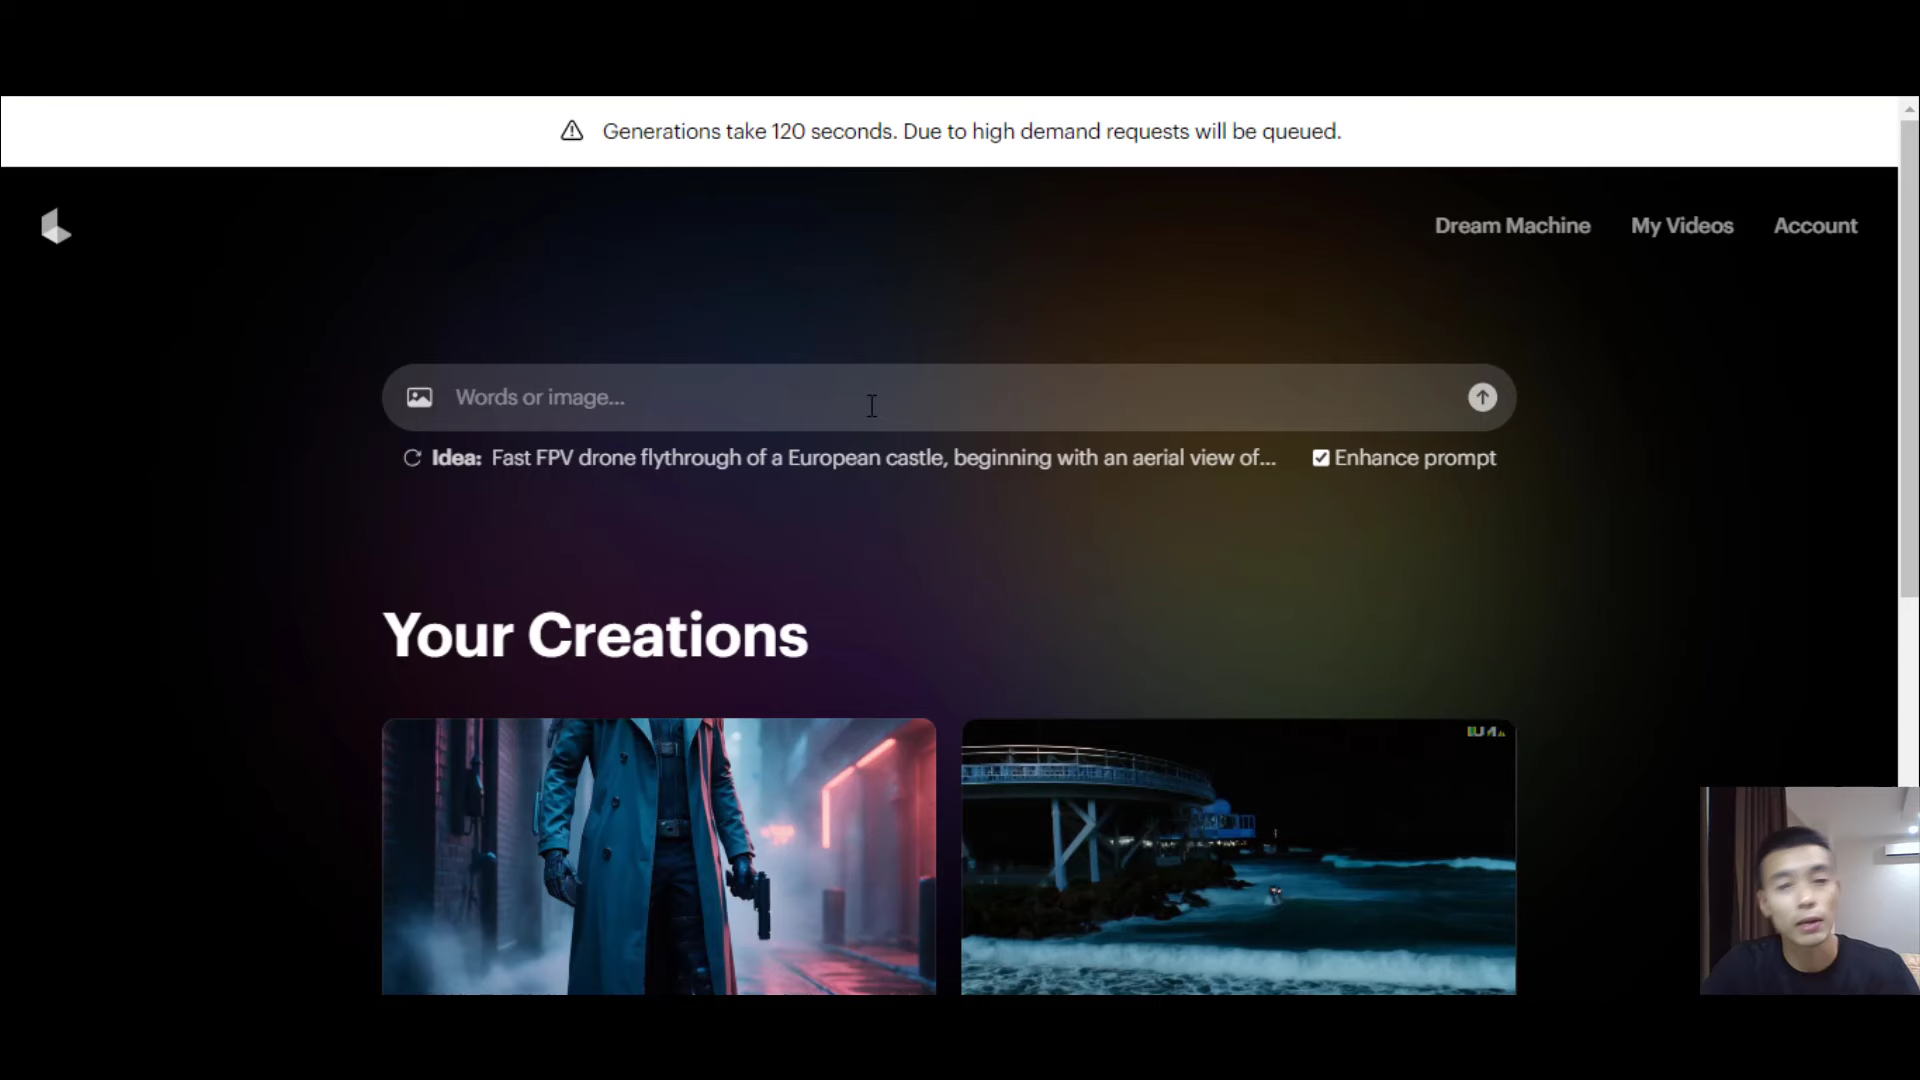 Generations take 120 seconds. Due to high demand requests will be queued.
Dream Machine My Videos Account
Words or image...
Idea: Fast FPV drone flythrough of a European castle, beginning with an aerial view of... Enhance prompt
Your Creations